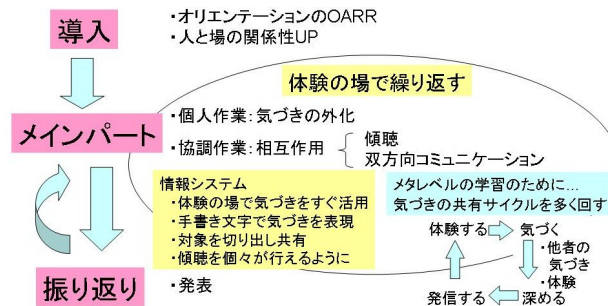 導入
・オリエンテーションのOARR
・人と場の関係性UP
体験の場で繰り返す
メインパート
・個人作業：気づきの外化
・協調作業：相互作用
傾聴
双方向コミュニケーション
情報システム
・体験の場で気づきをすぐ活用
・手書き文字で気づきを表現
・対象を切り出し共有
・傾聴を個々が行えるように
メタレベルの学習のために…
気づきの共有サイクルを多く回す
体験する
気づく
・他者の
気づき
・体験
発信する
深める
振り返り
・発表